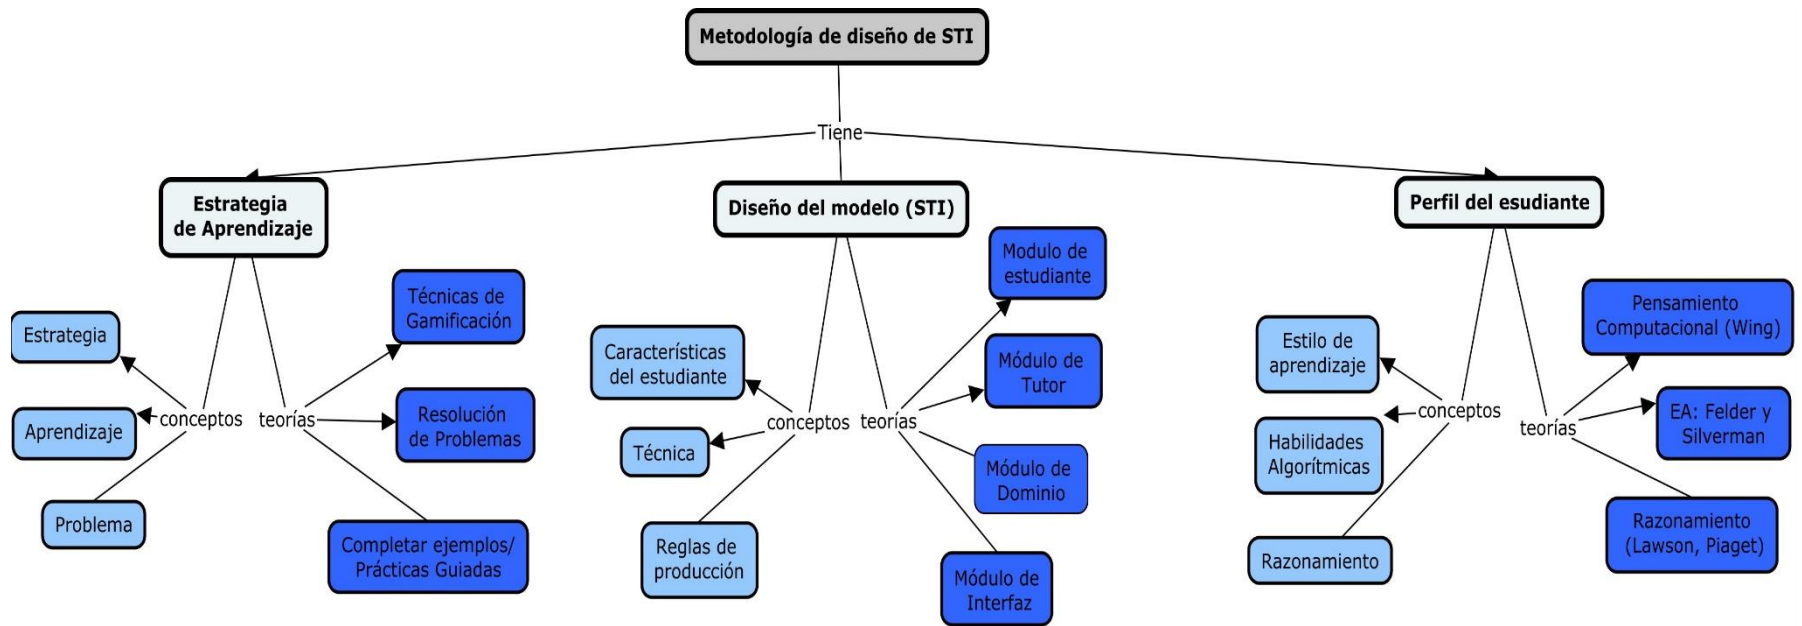 Metodología de diseño de STI
Tiene
Estrategia
de Aprendizaje
Diseño del modelo (STI)
Perfil del esudiante
Estrategia
Aprendizaje
Problema
conceptos
teorías
Técnicas de
Gamificación
Resolución
de Problemas
Completar ejemplos/
Prácticas Guiadas
Características
del estudiante
Técnica
Reglas de
producción
conceptos
teorías
Modulo de
estudiante
Módulo de
Tutor
Módulo de
Dominio
Módulo de
Interfaz
Estilo de
aprendizaje
Habilidades
Algorítmicas
Razonamiento
conceptos
teorías
Pensamiento
Computacional (Wing)
EA: Felder y
Silverman
Razonamiento
(Lawson, Piaget)